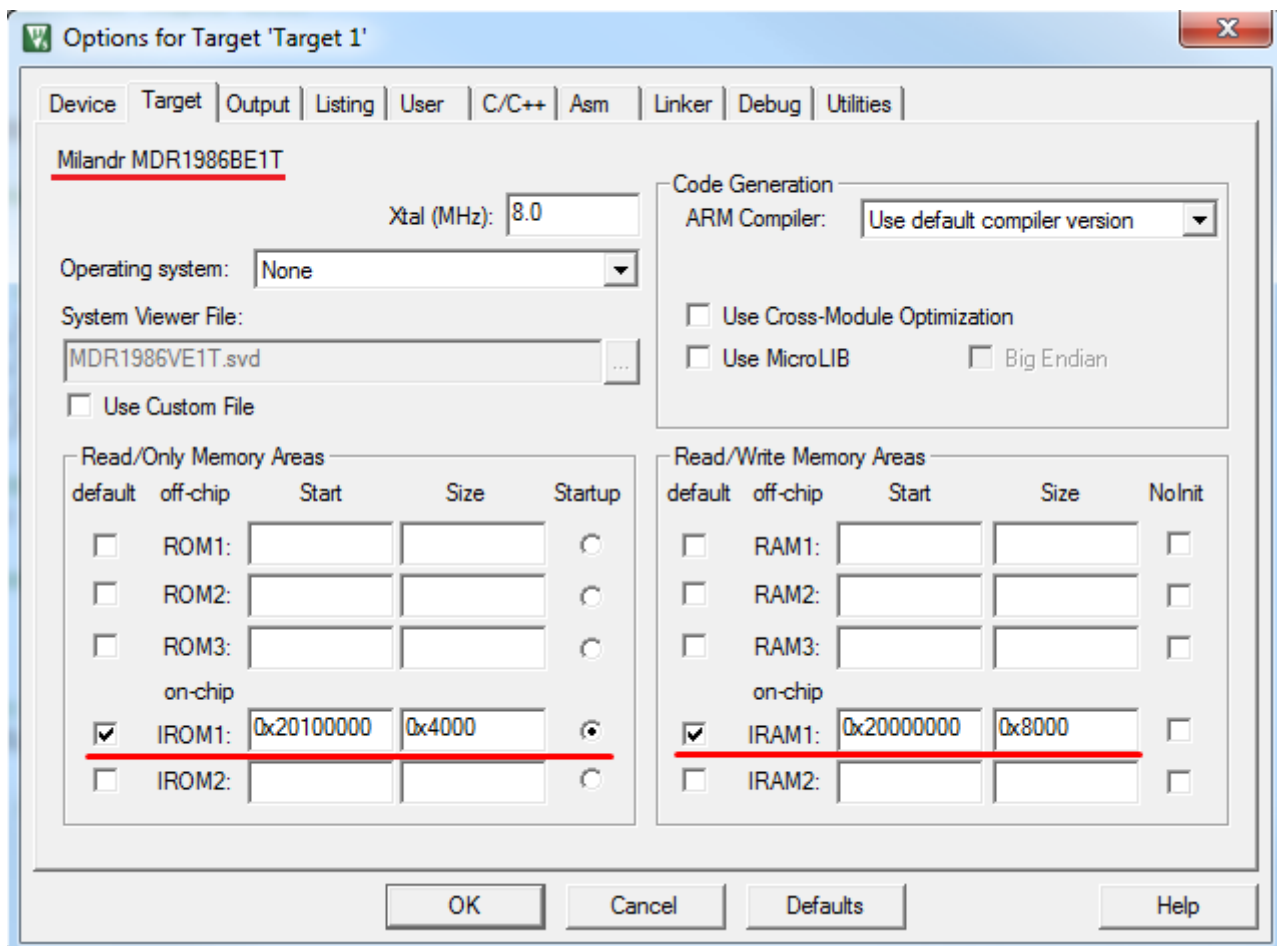 Options for Target 'Target 1'
Device Target Output Listing User C/C++ Asm Linker Debug Utilities
Milandr MDR1986BE1T
Xtal (MHz): 8.0
Operating system: None
System Viewer File:
MDR1986VE1T.svd ...
Use Custom File
Code Generation
ARM Compiler: Use default compiler version
Use Cross-Module Optimization
Use MicroLIB Big Endian
Read/Only Memory Areas
default off-chip Start Size Startup
ROM1:
ROM2:
ROM3:
on-chip
IROM1: 0x20100000 0x4000
IROM2:
Read/Write Memory Areas
default off-chip Start Size NoInit
RAM1:
RAM2:
RAM3:
on-chip
IRAM1: 0x20000000 0x8000
IRAM2:
OK Cancel Defaults Help